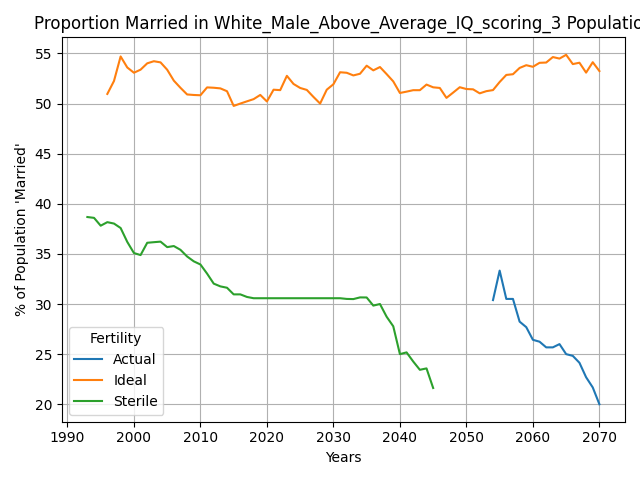 Proportion Married in White_Male_Above_Average_IQ_scoring_3 Populatio
55
50
45
40
35
30
25
20
% of Population 'Married'
Fertility
Actual
Ideal
Sterile
1990 2000 2010 2020 2030 2040 2050 2060 2070
Years